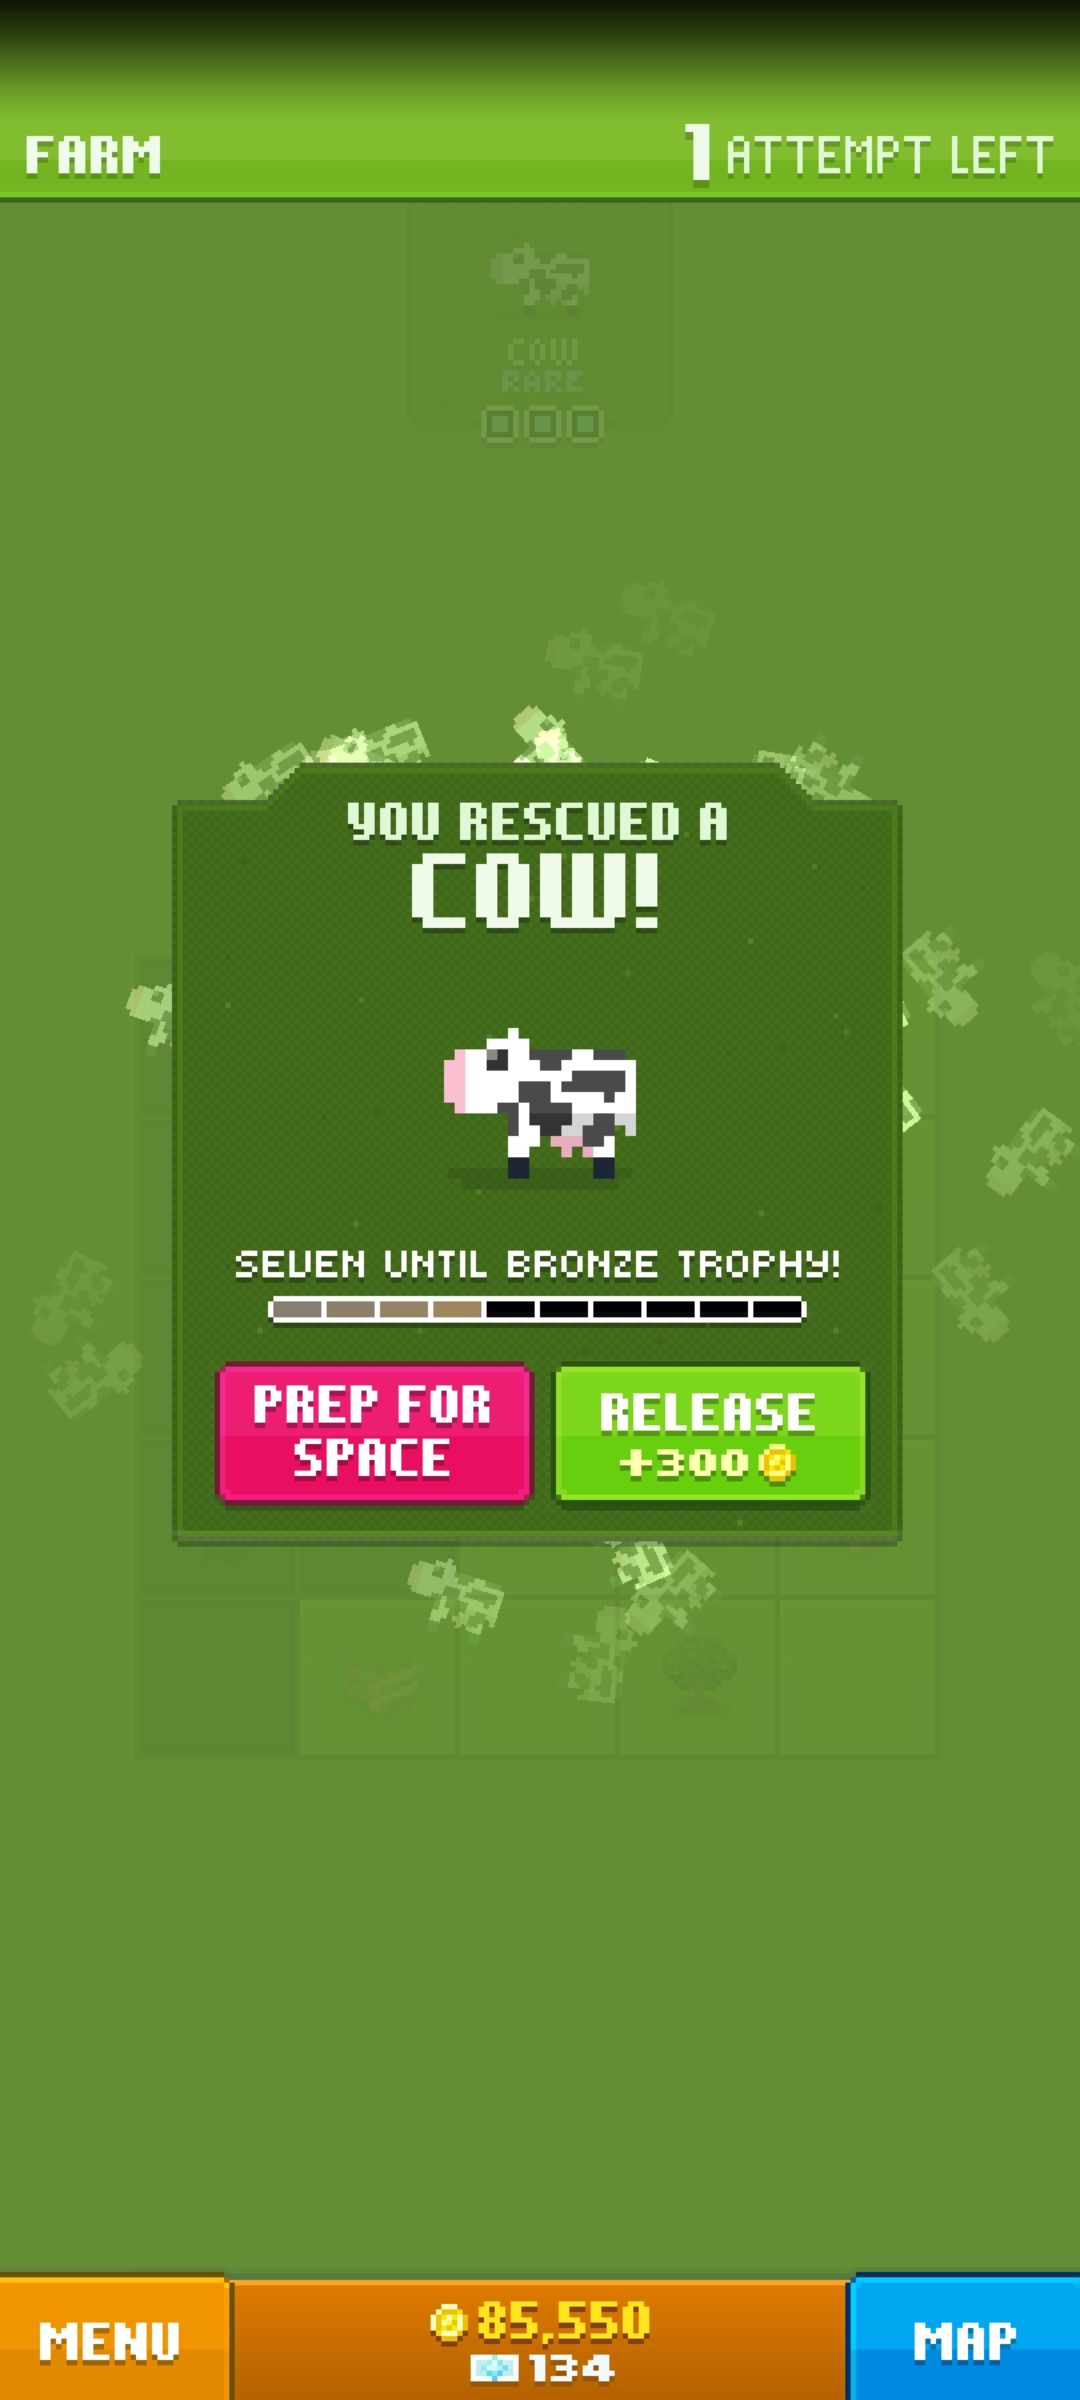 FARM
1 ATTEMPT LEFT
COW
RARE
YOU RESCUED A
COW!
SEVEN UNTIL BRONZE TROPHY!
PREP FOR
SPACE
RELEASE
+300
MENU
85,550
134
MAP